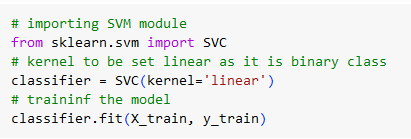 # importing SVM module
from sklearn.svm import SVC
# kernel to be set linear as it is binary class
classifier = SVC(kernel='linear')
# traininf the model
classifier.fit(X_train, y_train)